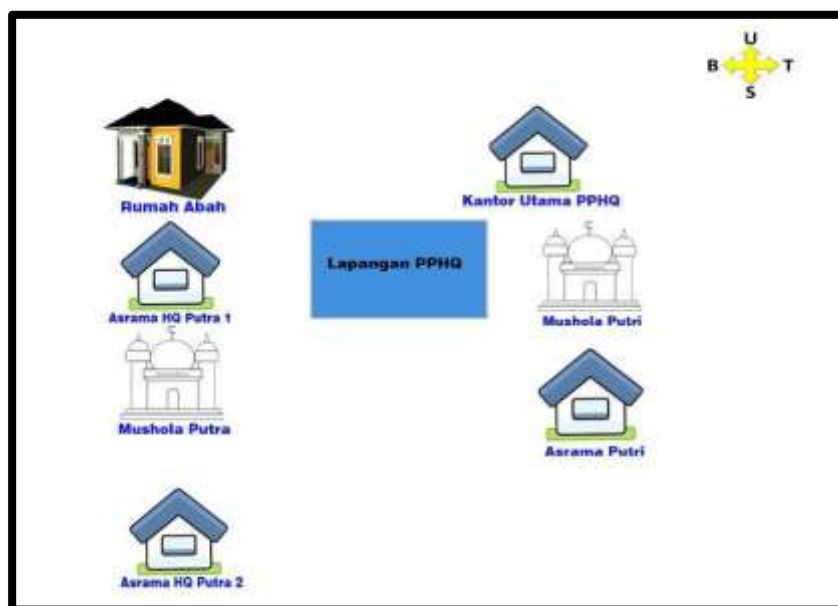 U
B T
S
Rumah Abah
Kantor Utama PPHQ
Lapangan PPHQ
Asrama HQ Putra 1
Mushola Putri
Mushola Putra
Asrama Putri
Asrama HQ Putra 2